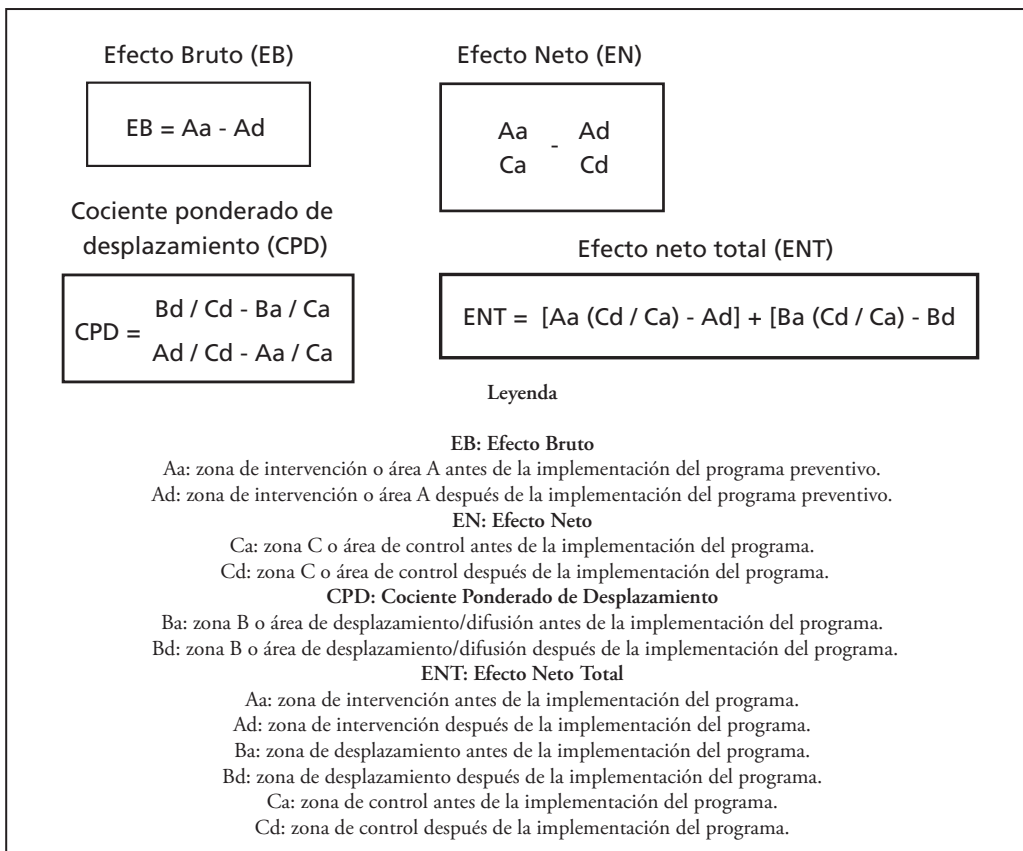 Efecto Bruto (EB)
EB = Aa - Ad
Efecto Neto (EN)
Aa - Ad
Ca Cd
Cociente ponderado de
desplazamiento (CPD)
CPD = Bd / Cd - Ba / Ca
Ad / Cd - Aa / Ca
Efecto neto total (ENT)
ENT = [Aa (Cd / Ca) - Ad] + [Ba (Cd / Ca) - Bd
Leyenda
EB: Efecto Bruto
Aa: zona de intervención o área A antes de la implementación del programa preventivo.
Ad: zona de intervención o área A después de la implementación del programa preventivo.
EN: Efecto Neto
Ca: zona C o área de control antes de la implementación del programa.
Cd: zona C o área de control después de la implementación del programa.
CPD: Cociente Ponderado de Desplazamiento
Ba: zona B o área de desplazamiento/difusión antes de la implementación del programa.
Bd: zona B o área de desplazamiento/difusión después de la implementación del programa.
ENT: Efecto Neto Total
Aa: zona de intervención antes de la implementación del programa.
Ad: zona de intervención después de la implementación del programa.
Ba: zona de desplazamiento antes de la implementación del programa.
Bd: zona de desplazamiento después de la implementación del programa.
Ca: zona de control antes de la implementación del programa.
Cd: zona de control después de la implementación del programa.